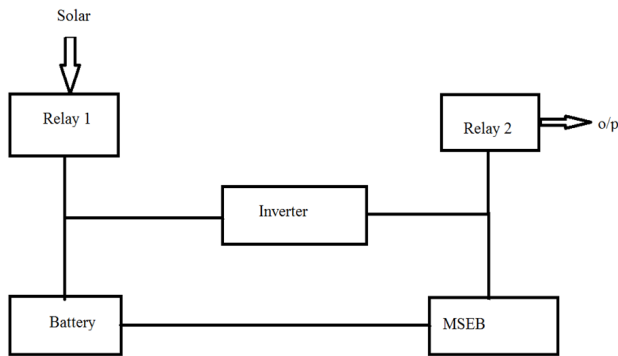 Solar
Relay 1
Relay 2
o/p
Inverter
Battery
MSEB